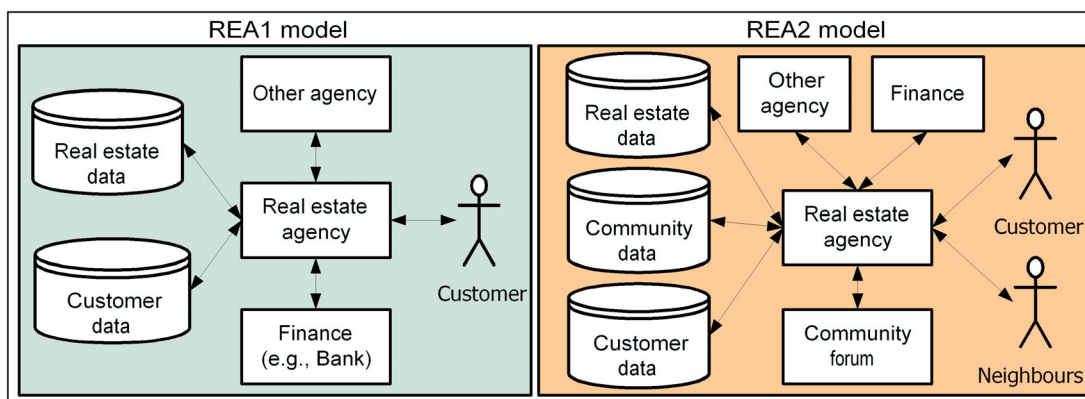 REA1 model
Other agency
Real estate
data
Real estate
agency
Customer
data
Customer
Finance
(e.g., Bank)
REA2 model
Real estate
data
Other
agency
Finance
Community
data
Real estate
agency
Customer
Customer
data
Community
forum
Neighbours